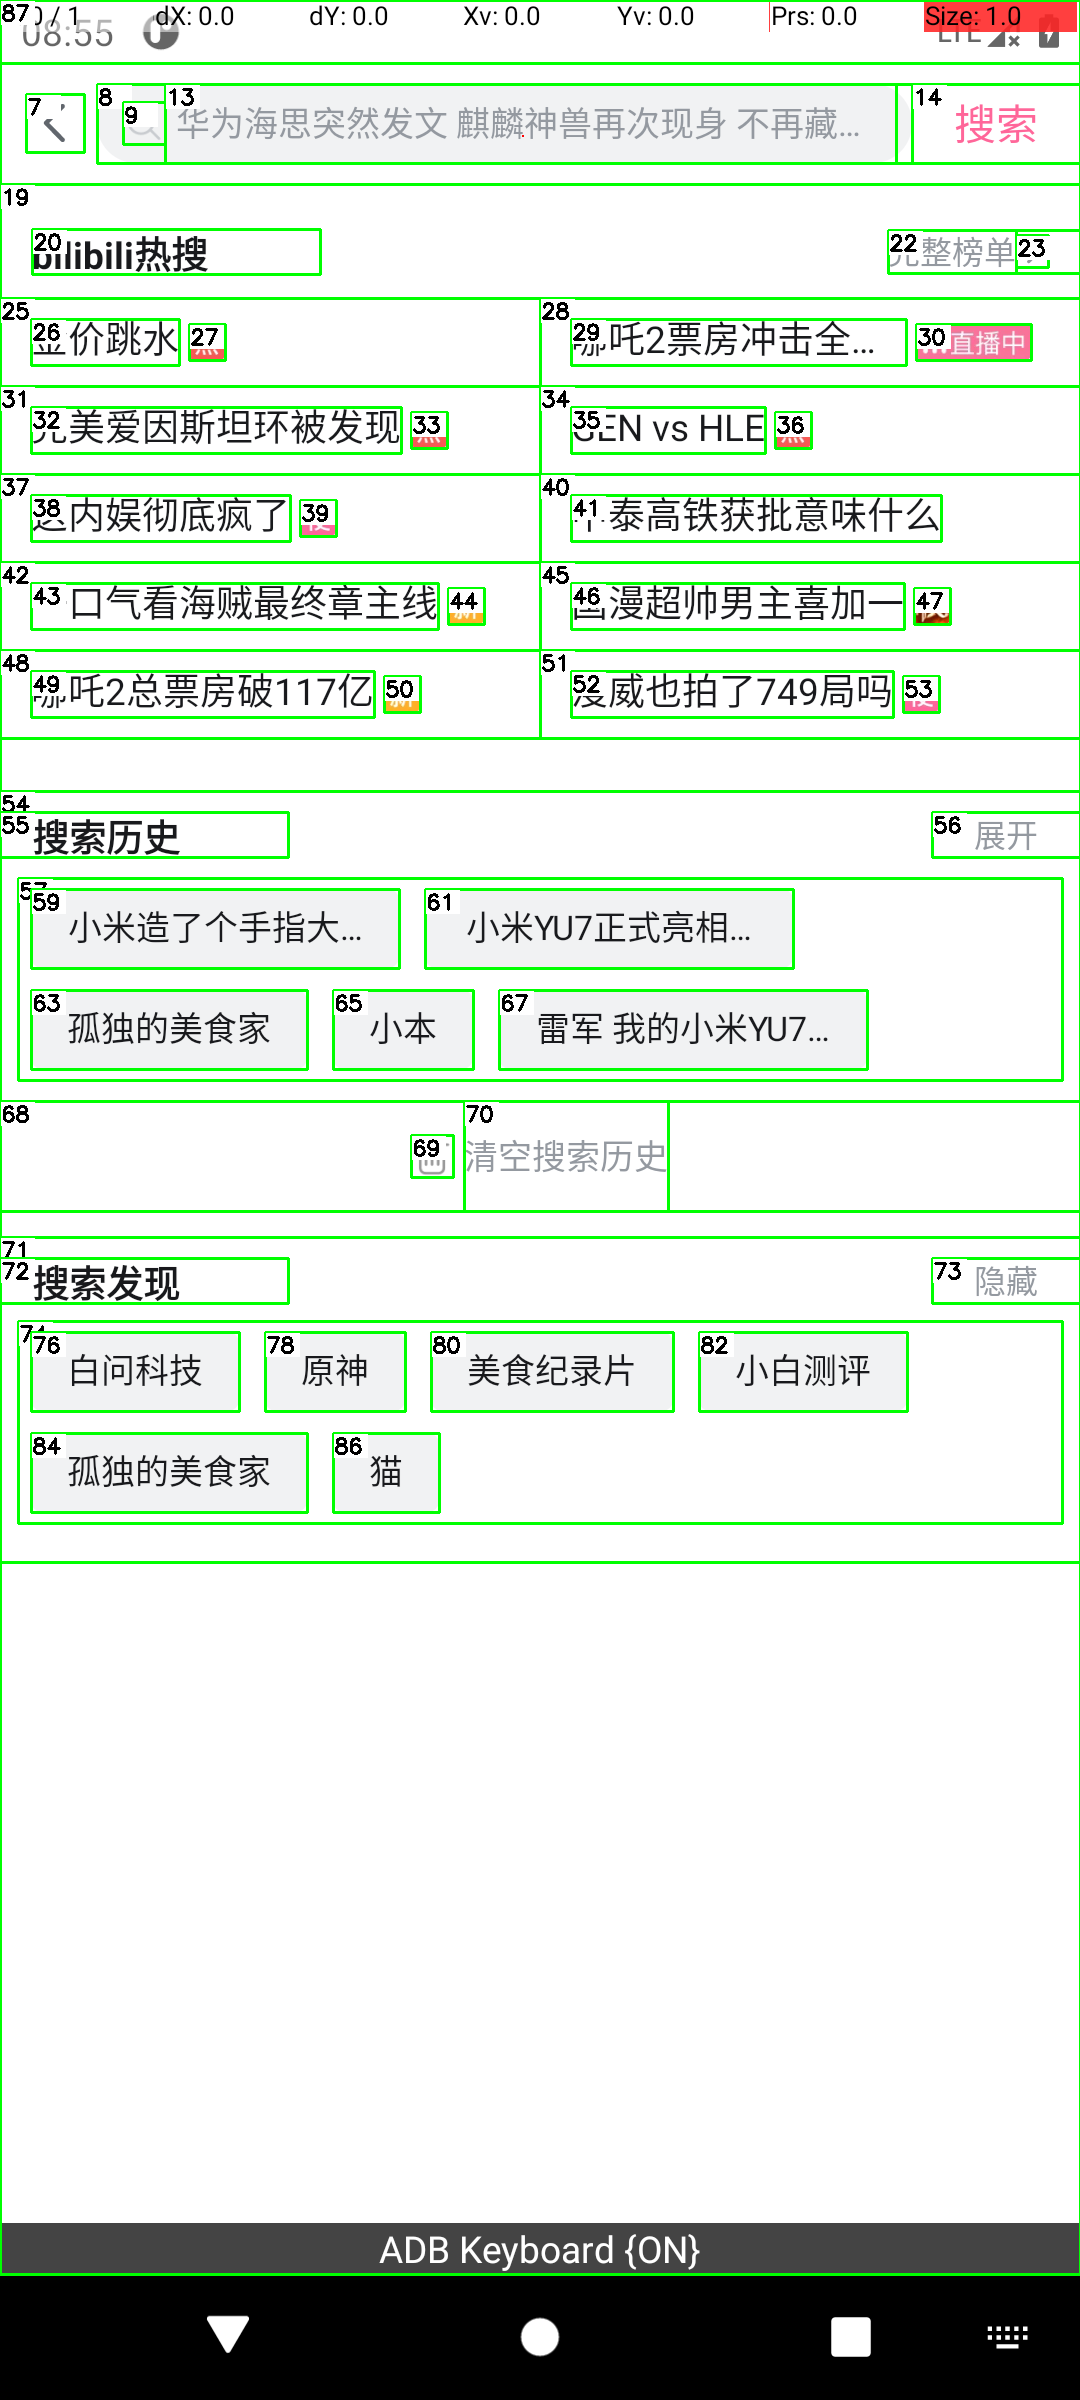 87 0 / 1 dX: 0.0 dY: 0.0 Xv: 0.0 Yv: 0.0 Prs: 0.0 Size: 1.0
08:55 LTE
7 8 9 13 华为海思突然发文 麒麟神兽再次现身 不再藏... 14 搜索
19
20 bilibili热搜 22 完整榜单 23
25 26 金价跳水 27 热 28 29 哪吒2票房冲击全... 30 直播中
31 32 完美爱因斯坦环被发现 33 热 34 35 GEN vs HLE 36 热
37 38 内娱彻底疯了 39 梗 40 41 泰高铁获批意味什么
42 43 口气看海贼最终章主线 44 新 45 46 国漫超帅男主喜加一 47
48 49 哪吒2总票房破117亿 50 新 51 52 漫威也拍了749局吗 53 梗
54
55 搜索历史 56 展开
57 59 小米造了个手指大... 61 小米YU7正式亮相...
63 孤独的美食家 65 小本 67 雷军 我的小米YU7...
68 69 70 清空搜索历史
71
72 搜索发现 73 隐藏
74 76 白问科技 78 原神 80 美食纪录片 82 小白测评
84 孤独的美食家 86 猫
ADB Keyboard {ON}